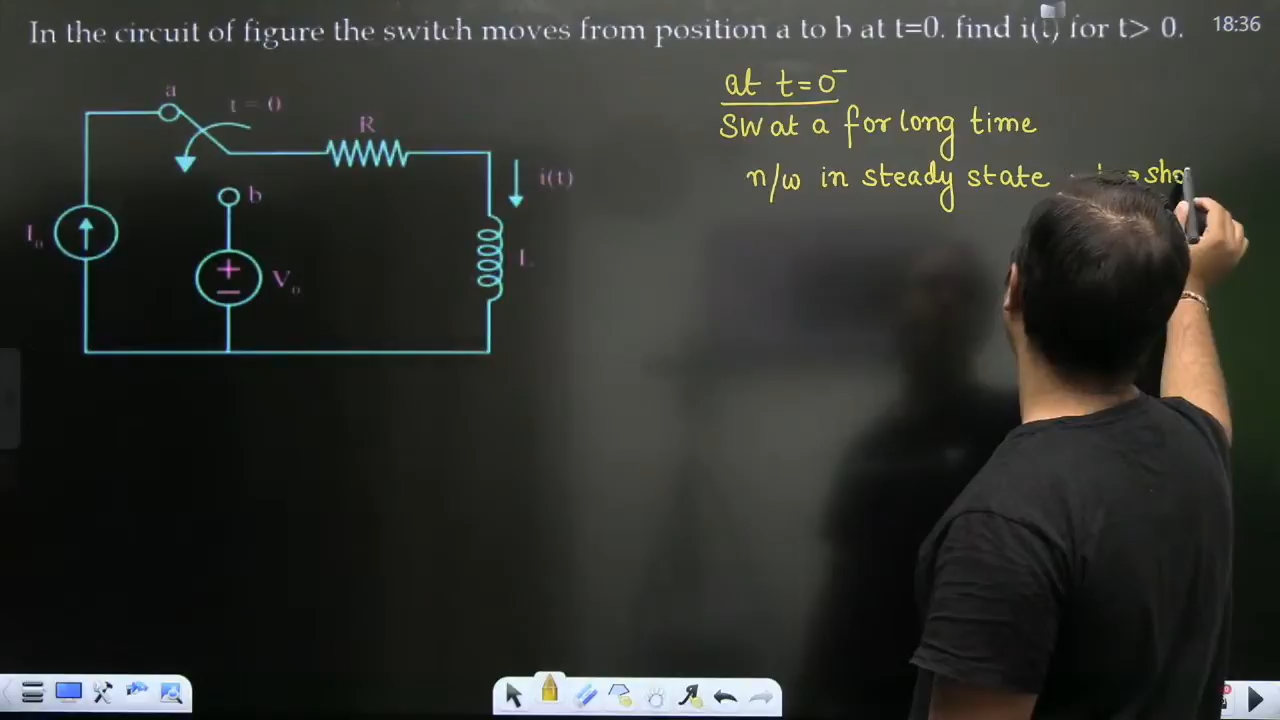 In the circuit of figure the switch moves from position a to b at t=0. find i(t) for t> 0.
18:36
at t=0⁻
SW at a for long time
n/w in steady state
a
t = 0
R
i(t)
b
I₀
V₀
L